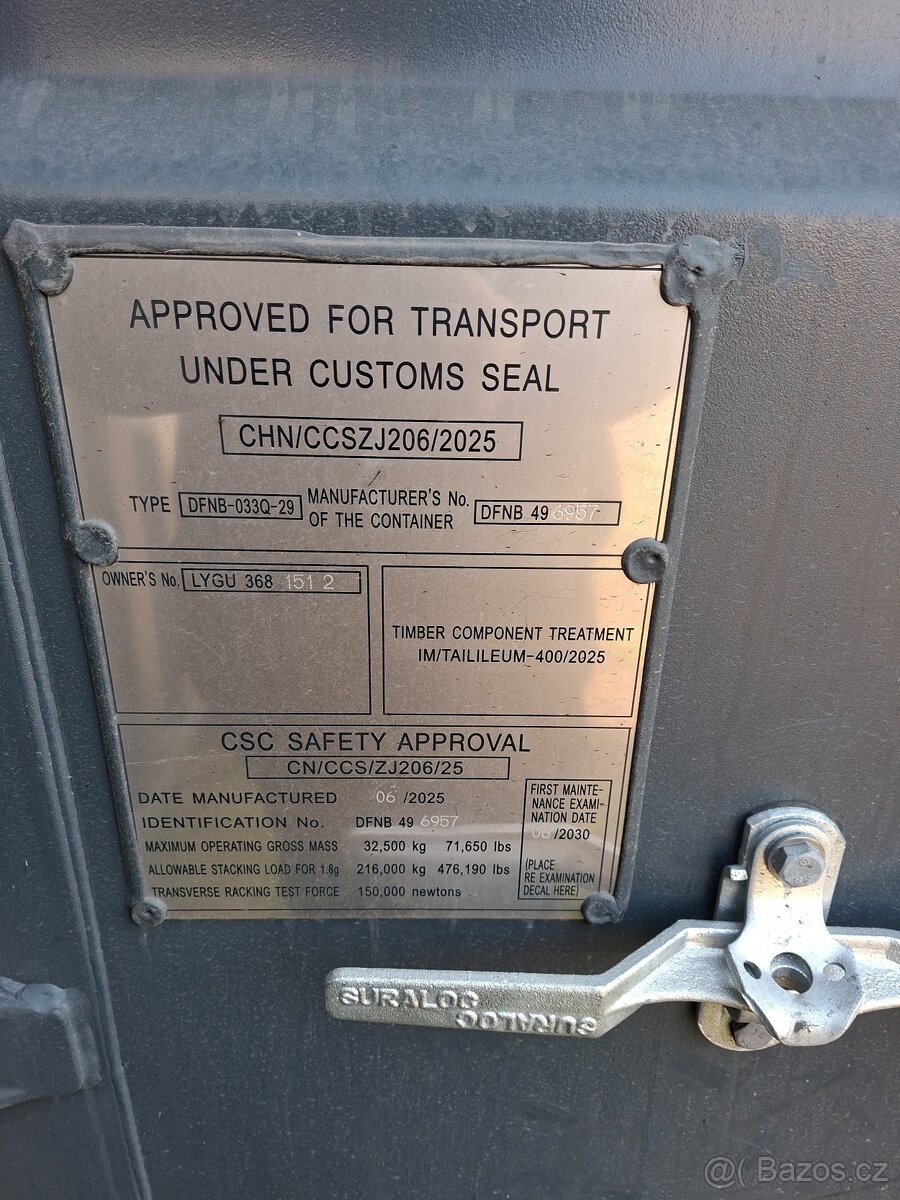 APPROVED FOR TRANSPORT
UNDER CUSTOMS SEAL
CHN/CCSZJ206/2025
TYPE DFNB-033Q-29 MANUFACTURER'S No. OF THE CONTAINER DFNB 49 6957
OWNER'S No. LYGU 368 151 2
TIMBER COMPONENT TREATMENT
IM/TAILILEUM-400/2025
CSC SAFETY APPROVAL
CN/CCS/ZJ206/25
DATE MANUFACTURED 06 /2025
IDENTIFICATION No. DFNB 49 6957
MAXIMUM OPERATING GROSS MASS 32,500 kg 71,650 lbs
ALLOWABLE STACKING LOAD FOR 1.8g 216,000 kg 476,190 lbs
TRANSVERSE RACKING TEST FORCE 150,000 newtons
FIRST MAINTE-
NANCE EXAMI-
NATION DATE
06 /2030
(PLACE
RE EXAMINATION
DECAL HERE)
SURALOC
SURALOC
@( Bazos.cz